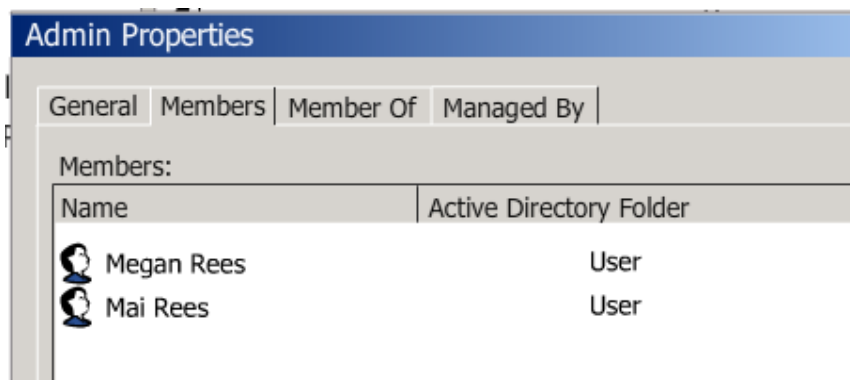 Admin Properties
General Members Member Of Managed By
Members:
Name Active Directory Folder
Megan Rees User
Mai Rees User